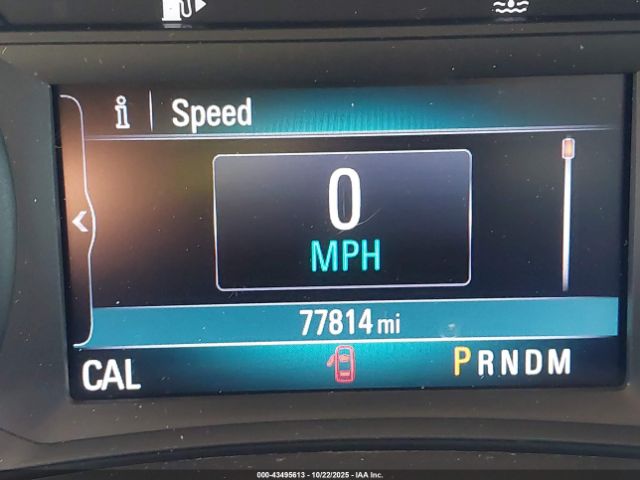 i | Speed
0
MPH
77814 mi
CAL
PRNDM
000-43495613 - 10/22/2025 - IAA Inc.